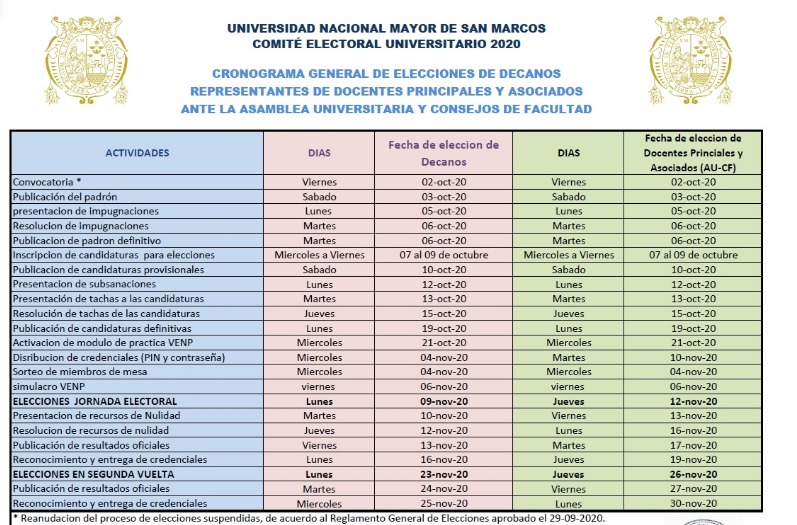 UNIVERSIDAD NACIONAL MAYOR DE SAN MARCOS
COMITÉ ELECTORAL UNIVERSITARIO 2020
CRONOGRAMA GENERAL DE ELECCIONES DE DECANOS
REPRESENTANTES DE DOCENTES PRINCIPALES Y ASOCIADOS
ANTE LA ASAMBLEA UNIVERSITARIA Y CONSEJOS DE FACULTAD
ACTIVIDADES DIAS Fecha de eleccion de Decanos DIAS Fecha de eleccion de Docentes Princiales y Asociados (AU-CF)
Convocatoria * Viernes 02-oct-20 Viernes 02-oct-20
Publicación del padrón Sabado 03-oct-20 Sabado 03-oct-20
presentacion de impugnaciones Lunes 05-oct-20 Lunes 05-oct-20
Resolucion de impugnaciones Martes 06-oct-20 Martes 06-oct-20
Publicacion de padron definitivo Martes 06-oct-20 Martes 06-oct-20
Inscripcion de candidaturas para elecciones Miercoles a Viernes 07 al 09 de octubre Miercoles a Viernes 07 al 09 de octubre
Publicacion de candidaturas provisionales Sabado 10-oct-20 Sabado 10-oct-20
Presentacion de subsanaciones Lunes 12-oct-20 Lunes 12-oct-20
Presentación de tachas a las candidaturas Martes 13-oct-20 Martes 13-oct-20
Resolución de tachas de las candidaturas Jueves 15-oct-20 Jueves 15-oct-20
Publicación de candidaturas definitivas Lunes 19-oct-20 Lunes 19-oct-20
Activacion de modulo de practica VENP Miercoles 21-oct-20 Miercoles 21-oct-20
Disribucion de credenciales (PIN y contraseña) Miercoles 04-nov-20 Martes 10-nov-20
Sorteo de miembros de mesa Miercoles 04-nov-20 Miercoles 04-nov-20
simulacro VENP viernes 06-nov-20 viernes 06-nov-20
ELECCIONES JORNADA ELECTORAL Lunes 09-nov-20 Jueves 12-nov-20
Presentacion de recursos de Nulidad Martes 10-nov-20 Viernes 13-nov-20
Resolucion de recursos de nulidad Jueves 12-nov-20 Lunes 16-nov-20
Publicación de resultados oficiales Viernes 13-nov-20 Martes 17-nov-20
Reconocimiento y entrega de credenciales Lunes 16-nov-20 Jueves 19-nov-20
ELECCIONES EN SEGUNDA VUELTA Lunes 23-nov-20 Jueves 26-nov-20
Publicación de resultados oficiales Martes 24-nov-20 Viernes 27-nov-20
Reconocimiento y entrega de credenciales Miercoles 25-nov-20 Lunes 30-nov-20
* Reanudacion del proceso de elecciones suspendidas, de acuerdo al Reglamento General de Elecciones aprobado el 29-09-2020.